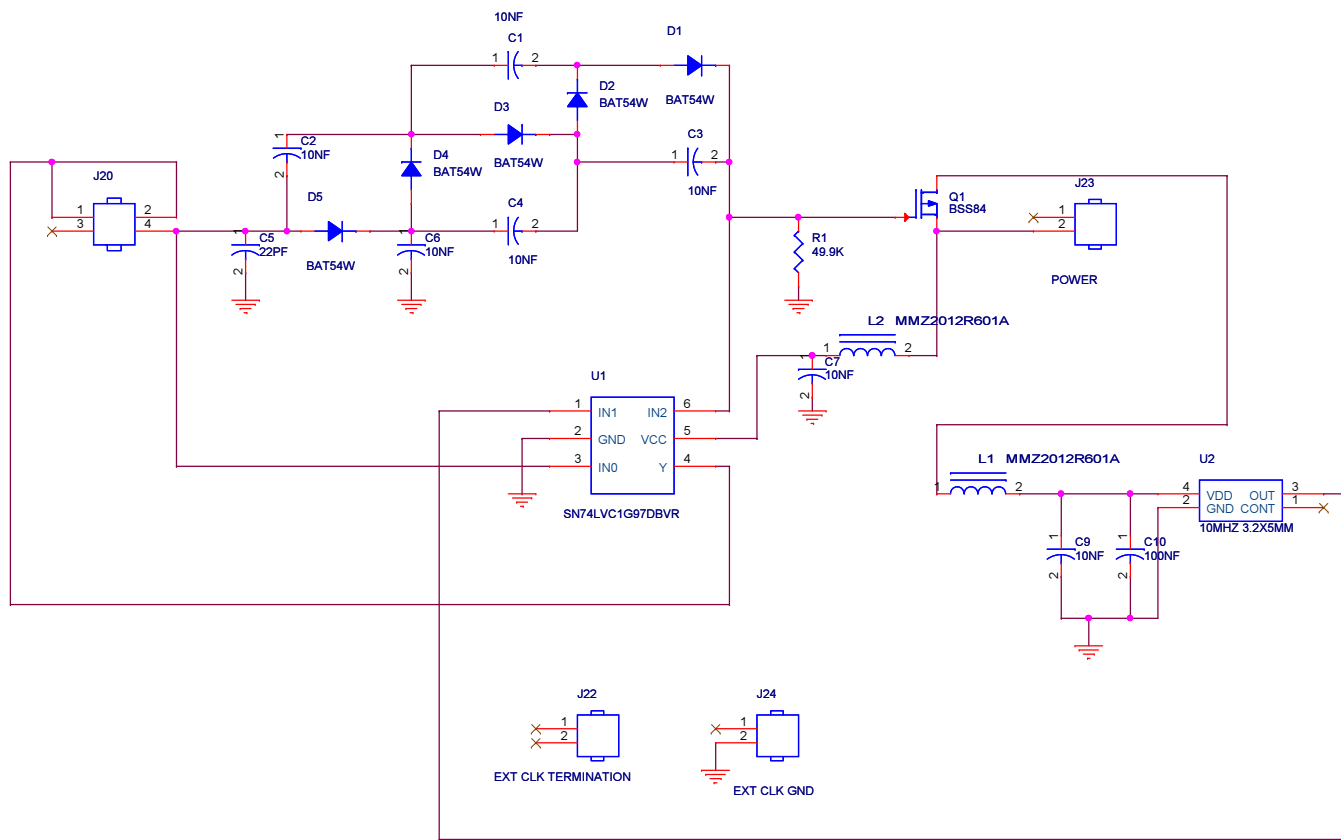 10NF
C1
1 2
D1
BAT54W
D2
BAT54W
D3
BAT54W
C2
10NF
1
2
D4
BAT54W
C3
1 2
10NF
J20
1 2
3 4
D5
BAT54W
C4
1 2
10NF
C5
22PF
1
2
C6
10NF
1
2
Q1
BSS84
J23
1
2
POWER
R1
49.9K
L2 MMZ2012R601A
1 2
C7
10NF
1
2
U1
1 IN1 IN2 6
2 GND VCC 5
3 IN0 Y 4
SN74LVC1G97DBVR
L1 MMZ2012R601A
1 2
U2
4 VDD OUT 3
2 GND CONT 1
10MHZ 3.2X5MM
C9
10NF
1
2
C10
100NF
1
2
J22
1
2
EXT CLK TERMINATION
J24
1
2
EXT CLK GND